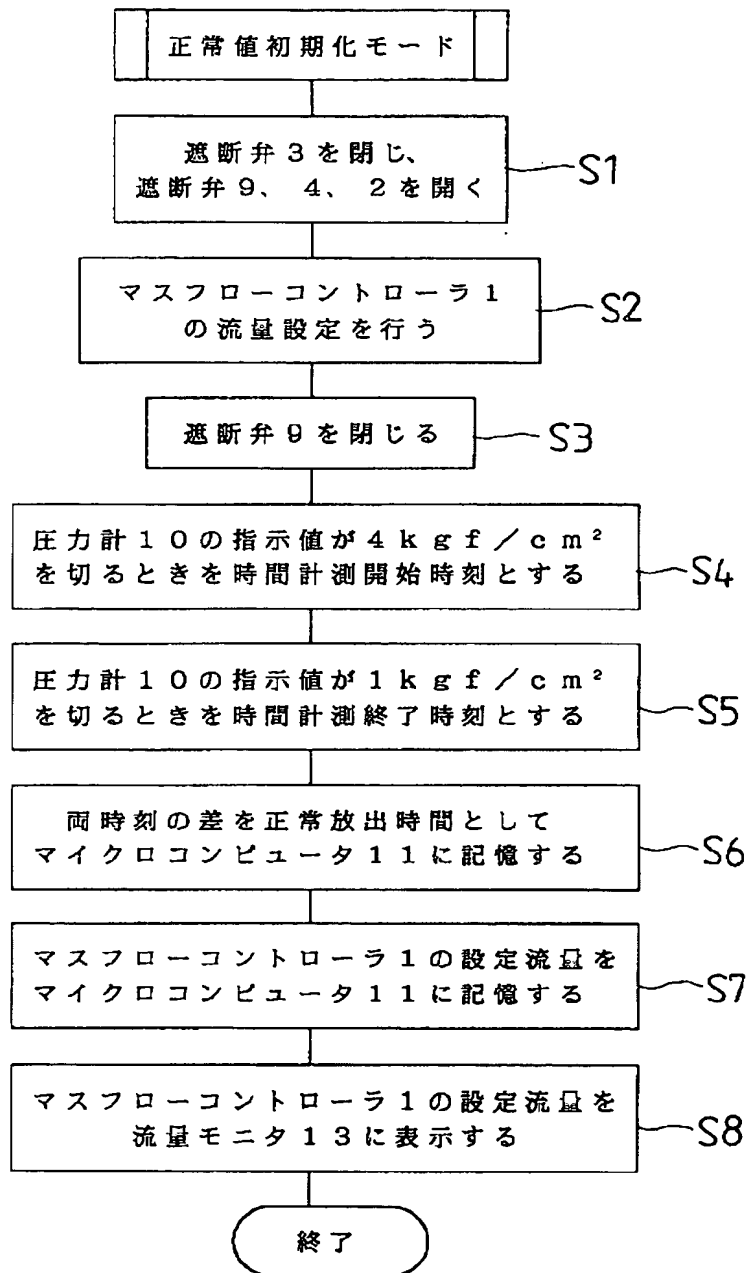 正常値初期化モード
遮断弁3を閉じ、
遮断弁9、4、2を開く
S1
マスフローコントローラ1
の流量設定を行う
S2
遮断弁9を閉じる
S3
圧力計10の指示値が4kgf/cm²
を切るときを時間計測開始時刻とする
S4
圧力計10の指示値が1kgf/cm²
を切るときを時間計測終了時刻とする
S5
両時刻の差を正常放出時間として
マイクロコンピュータ11に記憶する
S6
マスフローコントローラ1の設定流量を
マイクロコンピュータ11に記憶する
S7
マスフローコントローラ1の設定流量を
流量モニタ13に表示する
S8
終了